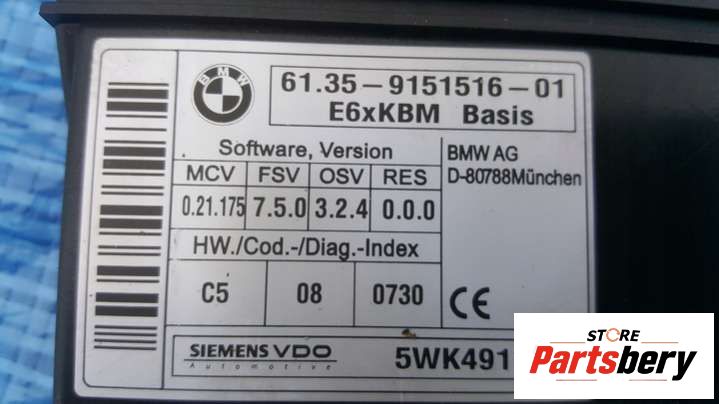 BMW
61.35-9151516-01
E6xKBM Basis
Software, Version
MCV FSV OSV RES
0.21.175 7.5.0 3.2.4 0.0.0
HW./Cod.-/Diag.-Index
C5 08 0730
BMW AG
D-80788München
CE
SIEMENS VDO
Automotive
5WK491
STORE
Partsbery